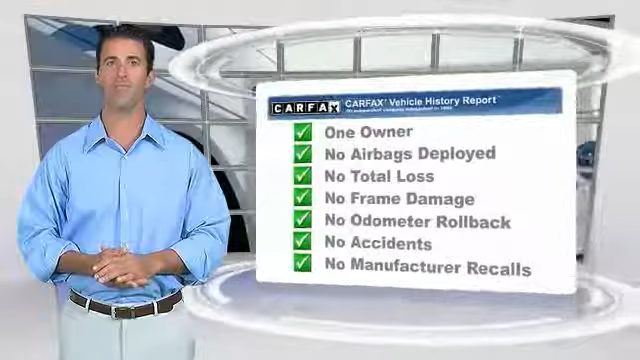 CARFAX CARFAX Vehicle History Report
One Owner
No Airbags Deployed
No Total Loss
No Frame Damage
No Odometer Rollback
No Accidents
No Manufacturer Recalls